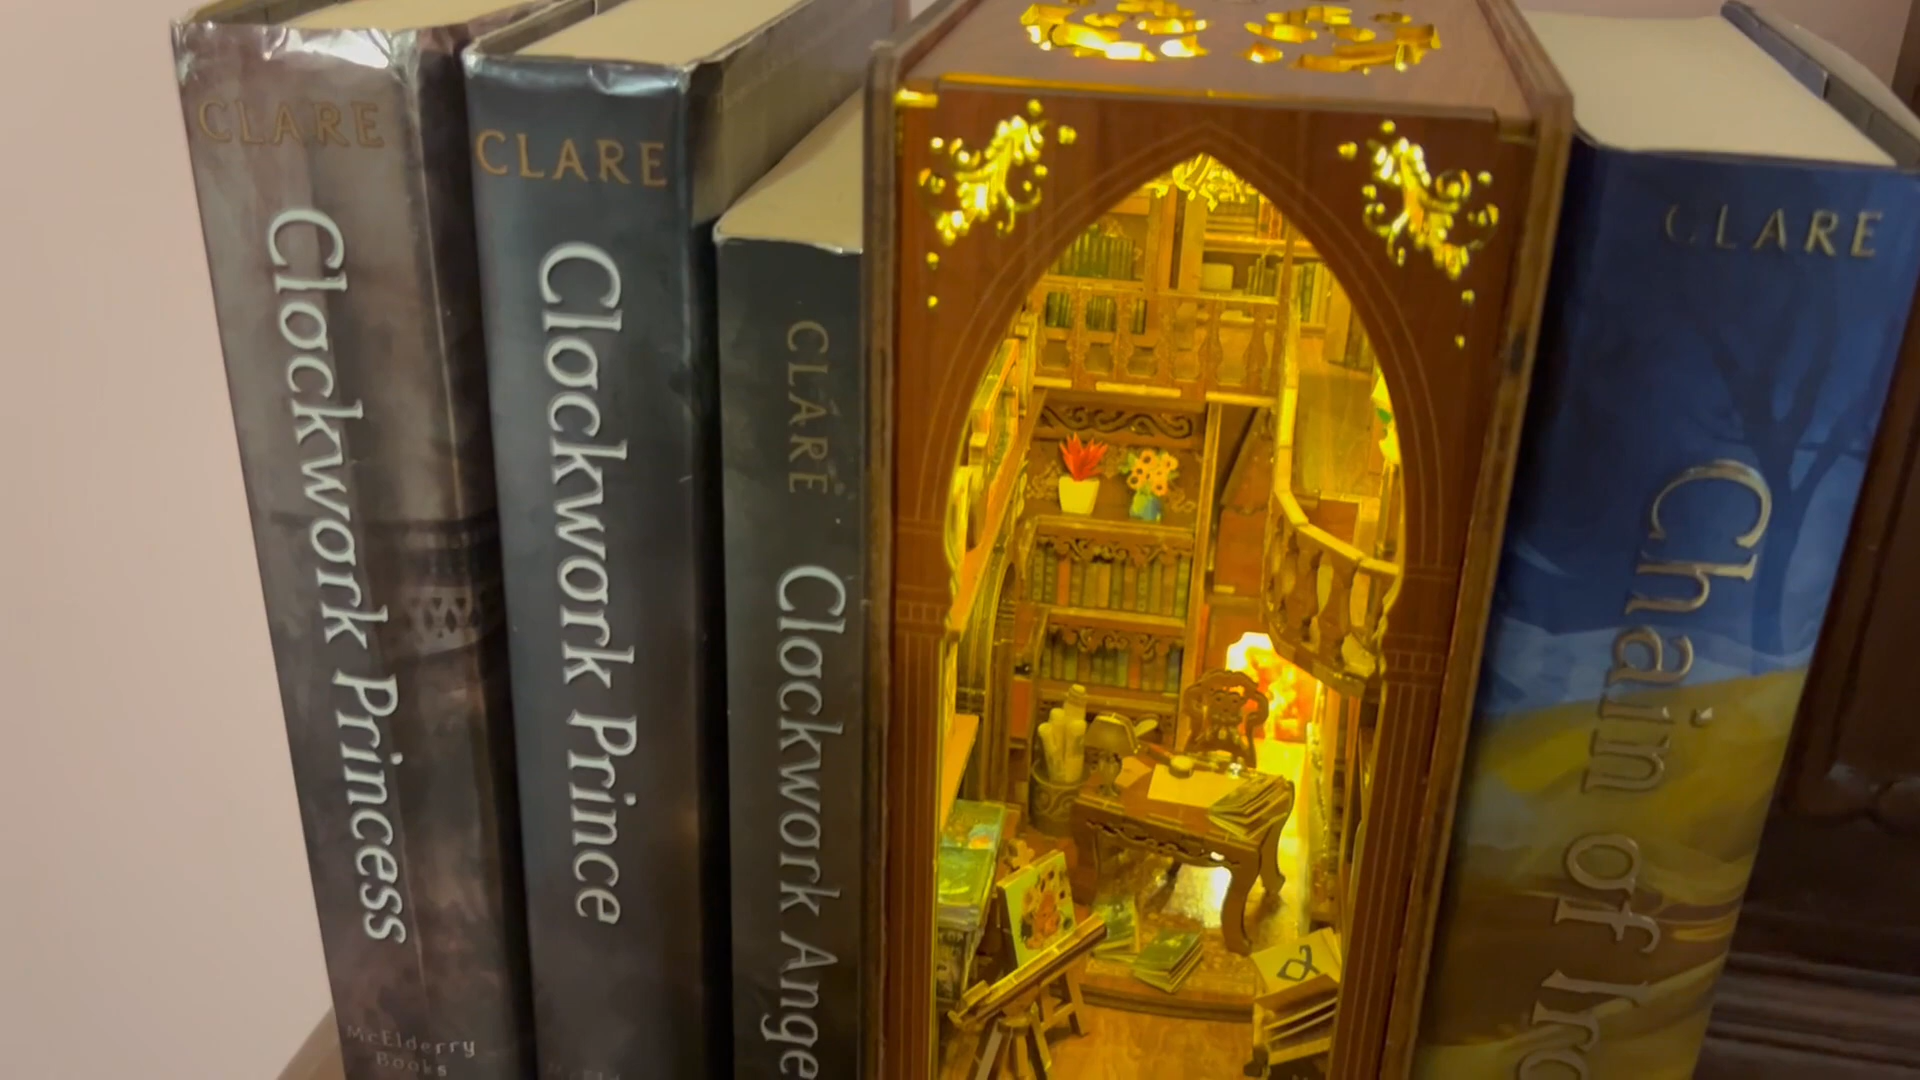 CLARE
Clockwork Princess
McElderry
Books
CLARE
Clockwork Prince
CLARE
Clockwork Ange
CLARE
Chain of Iro